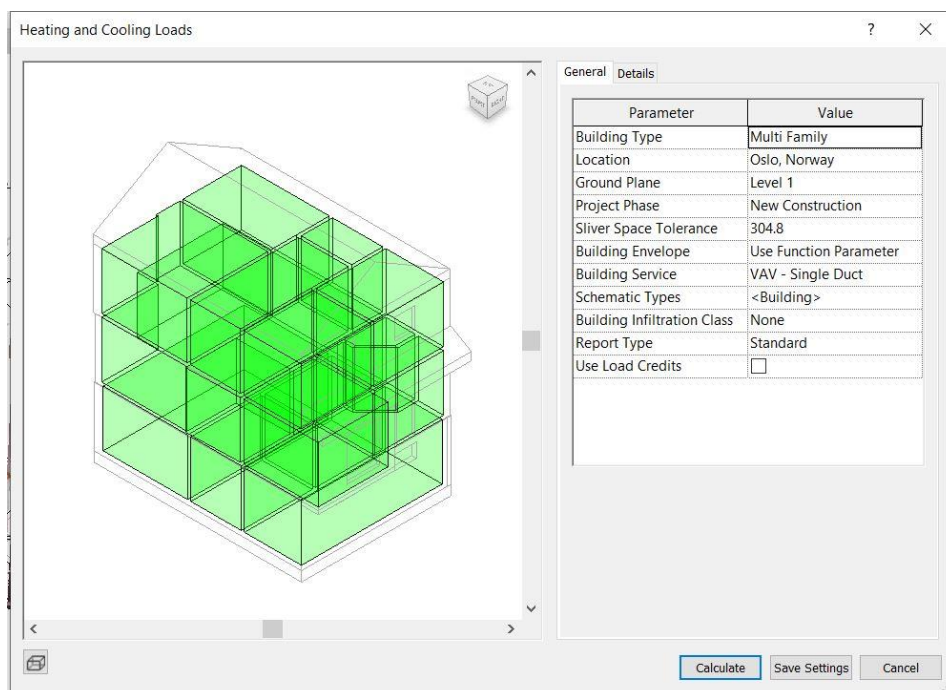 Heating and Cooling Loads
General Details
Parameter Value
Building Type Multi Family
Location Oslo, Norway
Ground Plane Level 1
Project Phase New Construction
Sliver Space Tolerance 304.8
Building Envelope Use Function Parameter
Building Service VAV - Single Duct
Schematic Types <Building>
Building Infiltration Class None
Report Type Standard
Use Load Credits
Calculate Save Settings Cancel